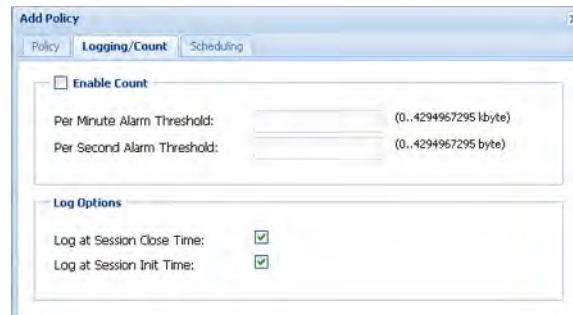 Add Policy
Policy
Logging/Count
Scheduling
Enable Count
Per Minute Alarm Threshold:
(0..4294967295 kbyte)
Per Second Alarm Threshold:
(0..4294967295 byte)
Log Options
Log at Session Close Time:
Log at Session Init Time: